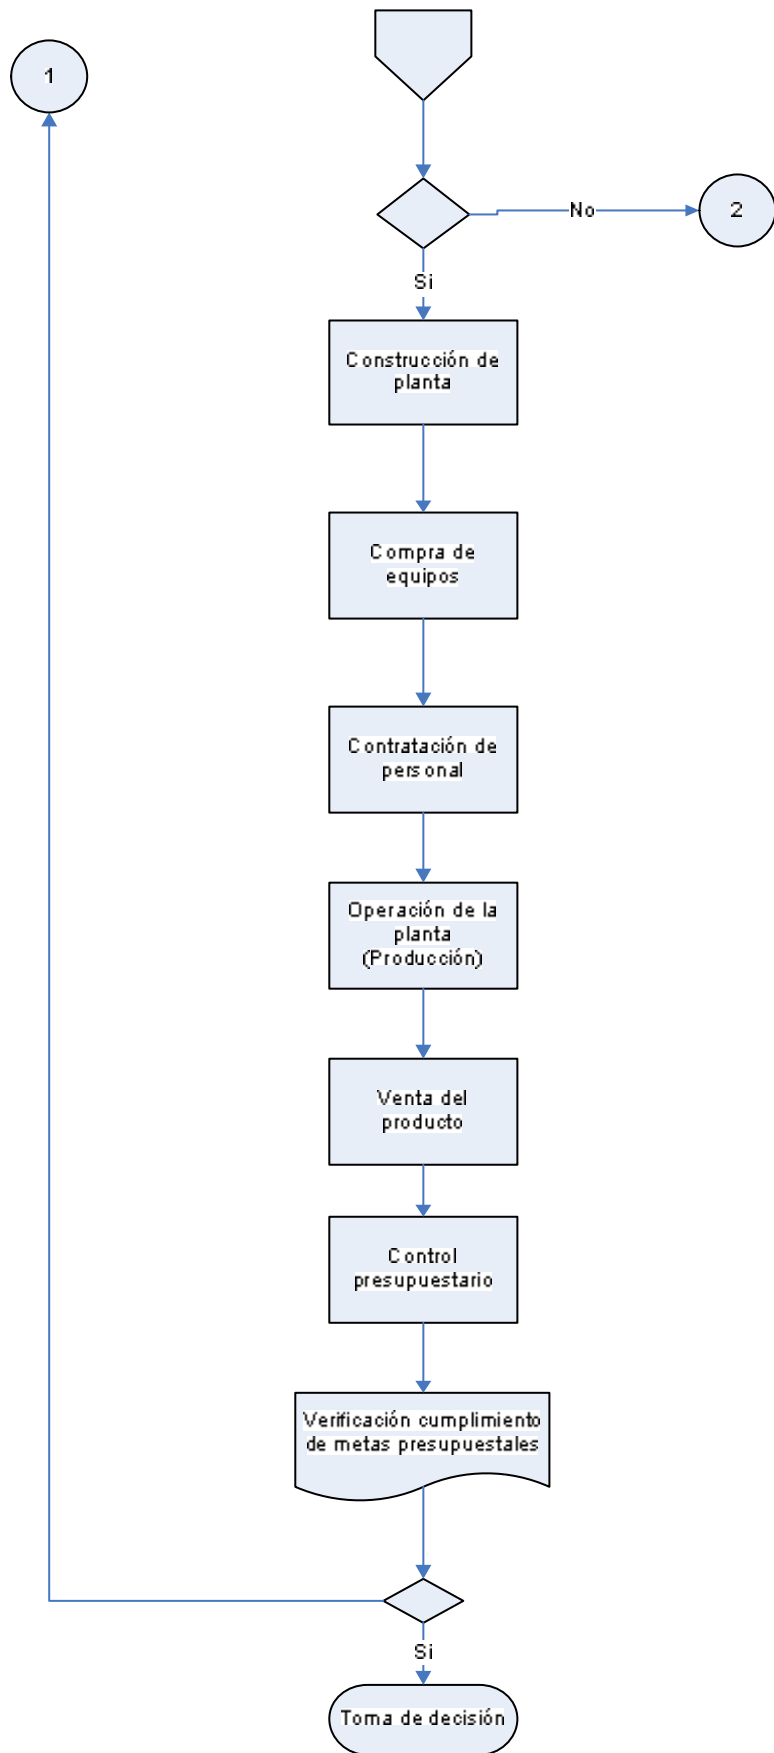 1
2
No
Si
Construcción de
planta
Compra de
equipos
Contratación de
personal
Operación de la
planta
(Producción)
Venta del
producto
Control
presupuestario
Verificación cumplimiento
de metas presupuestales
Si
Toma de decisión